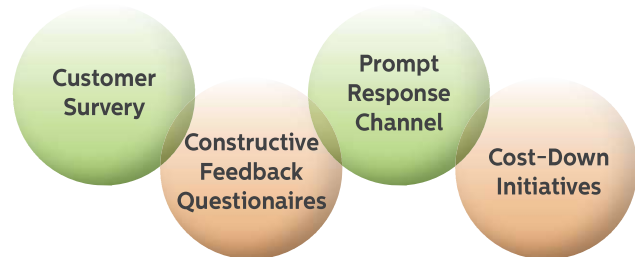 Customer
Survery
Constructive
Feedback
Questionaires
Prompt
Response
Channel
Cost-Down
Initiatives